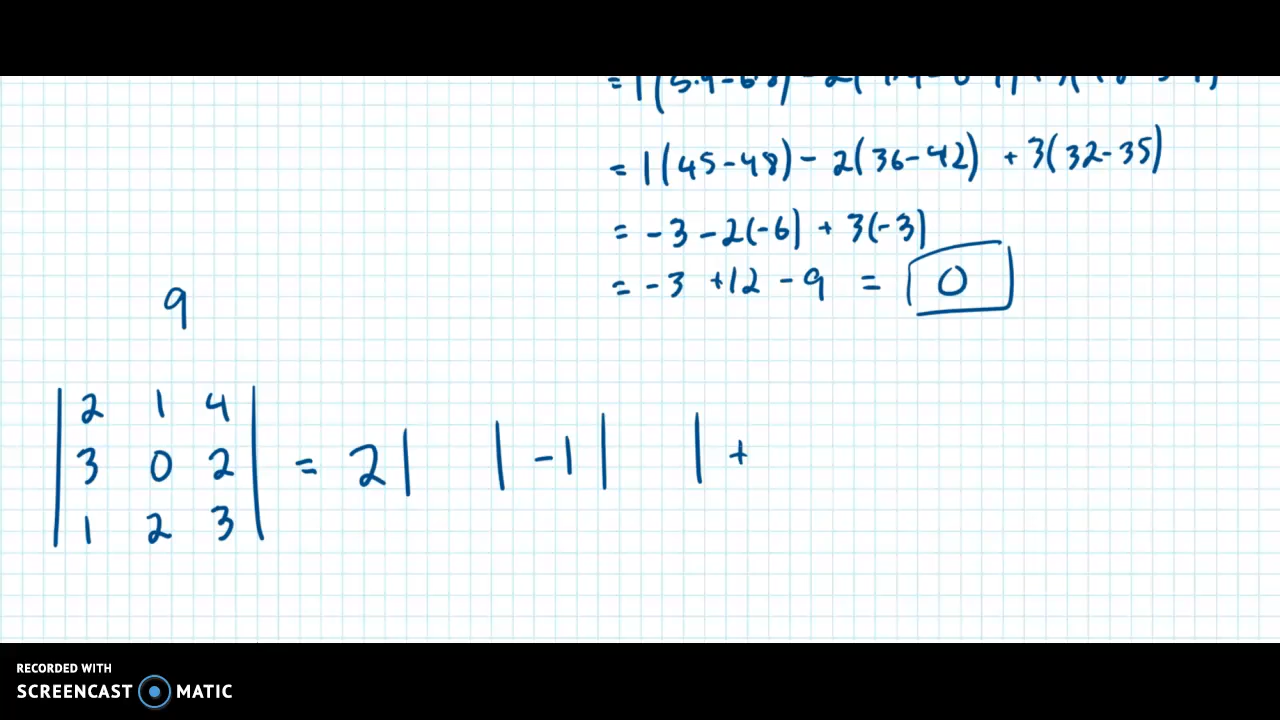 = 1(45-48) - 2(36-42) + 3(32-35)
= -3 - 2(-6) + 3(-3)
= -3 +12 - 9 = 0
9
| 2 1 4 |
| 3 0 2 | = 2| | -1| | +
| 1 2 3 |
RECORDED WITH
SCREENCAST MATIC